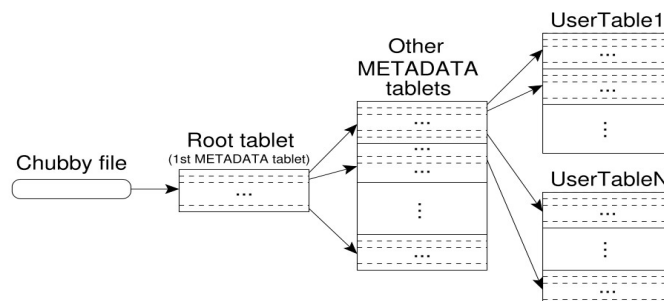 Chubby file
Root tablet
(1st METADATA tablet)
...
Other
METADATA
tablets
...
...
...
⋮
...
UserTable1
...
...
⋮
UserTableN
...
⋮
...